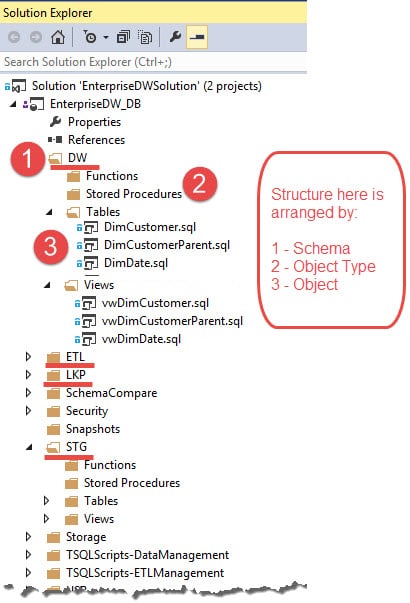 Solution Explorer
Search Solution Explorer (Ctrl+;)
Solution 'EnterpriseDWSolution' (2 projects)
EnterpriseDW_DB
Properties
References
1 DW
Functions
Stored Procedures 2
Tables
DimCustomer.sql
3 DimCustomerParent.sql
DimDate.sql
Views
vwDimCustomer.sql
vwDimCustomerParent.sql
vwDimDate.sql
ETL
LKP
SchemaCompare
Security
Snapshots
STG
Functions
Stored Procedures
Tables
Views
Storage
TSQLScripts-DataManagement
TSQLScripts-ETLManagement
Structure here is
arranged by:
1 - Schema
2 - Object Type
3 - Object